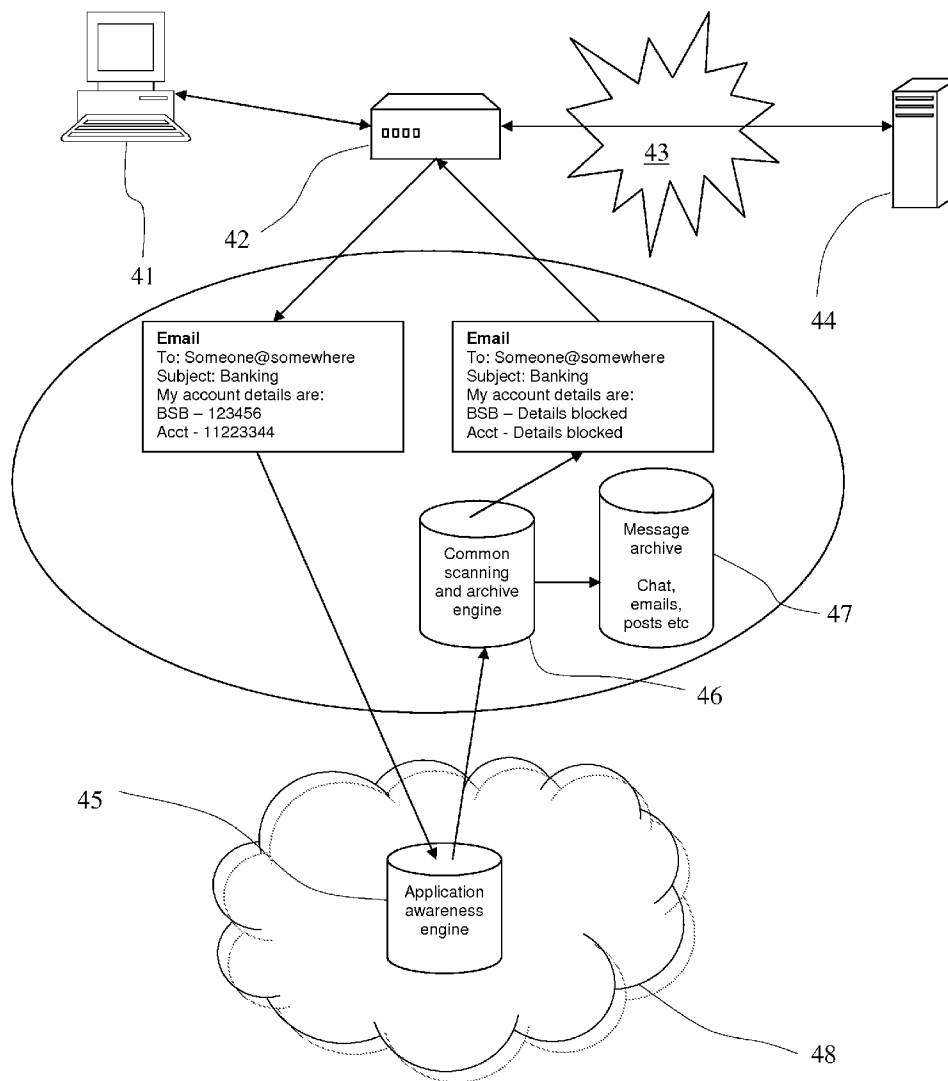 41
42
43
44
Email
To: Someone@somewhere
Subject: Banking
My account details are:
BSB – 123456
Acct - 11223344
Email
To: Someone@somewhere
Subject: Banking
My account details are:
BSB – Details blocked
Acct - Details blocked
Common
scanning
and archive
engine
Message
archive
Chat,
emails,
posts etc
47
46
45
Application
awareness
engine
48